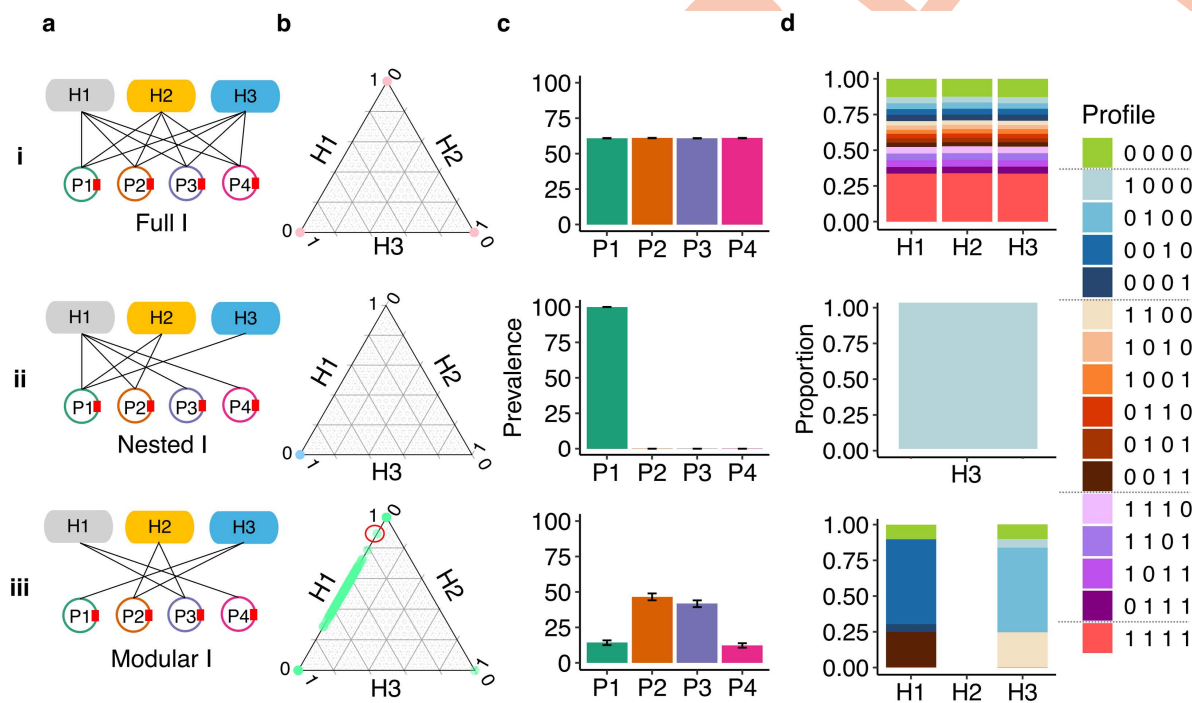 a b c d
i
H1 H2 H3
P1 P2 P3 P4
Full I
1 0
H1 H2
0 1 H3 1 0
100
75
50
25
0
P1 P2 P3 P4
1.00
0.75
0.50
0.25
0.00
H1 H2 H3
ii
H1 H2 H3
P1 P2 P3 P4
Nested I
1 0
H1 H2
0 1 H3 1 0
Prevalence
100
75
50
25
0
P1 P2 P3 P4
Proportion
1.00
0.75
0.50
0.25
0.00
H3
iii
H1 H2 H3
P1 P2 P3 P4
Modular I
1 0
H1 H2
0 1 H3 1 0
100
75
50
25
0
P1 P2 P3 P4
1.00
0.75
0.50
0.25
0.00
H1 H2 H3
Profile
0 0 0 0
1 0 0 0
0 1 0 0
0 0 1 0
0 0 0 1
1 1 0 0
1 0 1 0
1 0 0 1
0 1 1 0
0 1 0 1
0 0 1 1
1 1 1 0
1 1 0 1
1 0 1 1
0 1 1 1
1 1 1 1